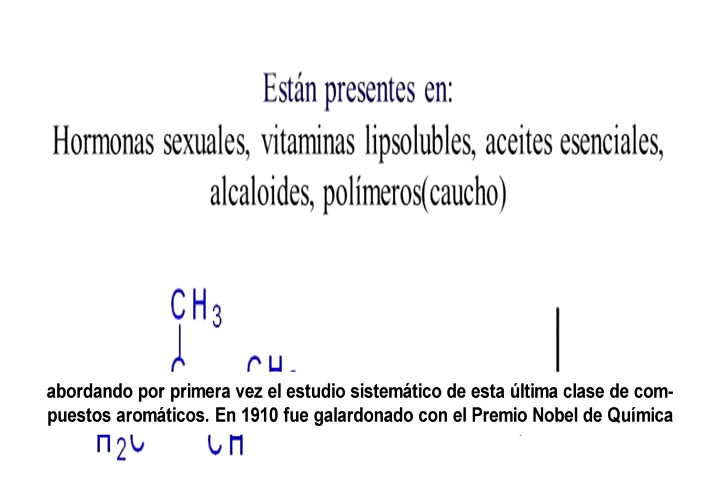 Están presentes en:
Hormonas sexuales, vitaminas lipsolubles, aceites esenciales,
alcaloides, polímeros(caucho)
CH3
abordando por primera vez el estudio sistemático de esta última clase de com-
puestos aromáticos. En 1910 fue galardonado con el Premio Nobel de Química